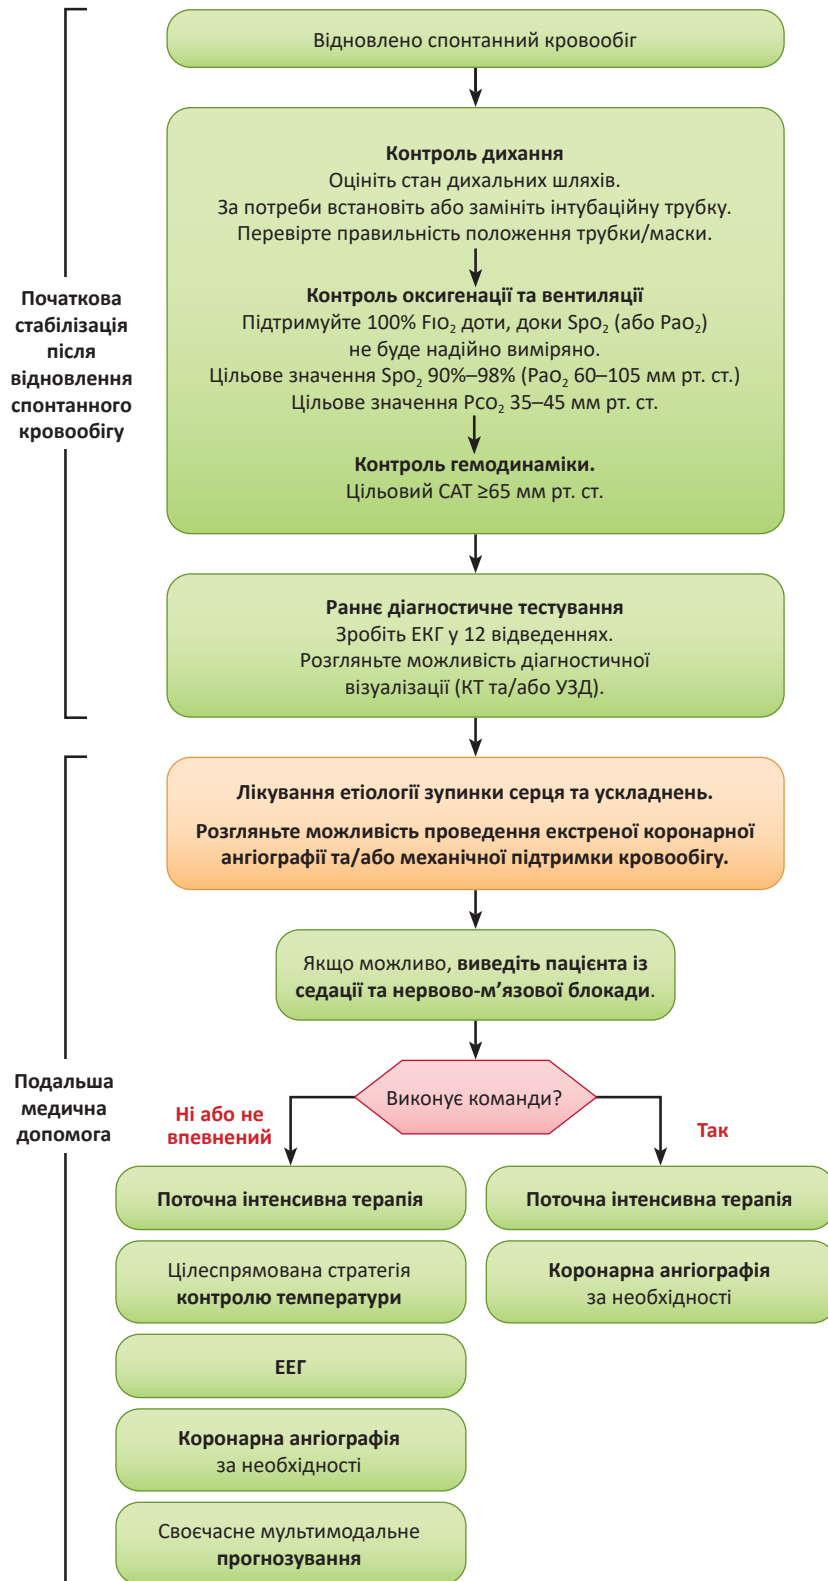 Відновлено спонтанний кровообіг
Контроль дихання
Оцініть стан дихальних шляхів.
За потреби встановіть або замініть інтубаційну трубку.
Перевірте правильність положення трубки/маски.
Контроль оксигенації та вентиляції
Підтримуйте 100% FIO₂ доти, доки SpO₂ (або PaO₂)
не буде надійно виміряно.
Цільове значення SpO₂ 90%–98% (PaO₂ 60–105 мм рт. ст.)
Цільове значення PCO₂ 35–45 мм рт. ст.
Контроль гемодинаміки.
Цільовий САТ ≥65 мм рт. ст.
Раннє діагностичне тестування
Зробіть ЕКГ у 12 відведеннях.
Розгляньте можливість діагностичної
візуалізації (КТ та/або УЗД).
Початкова
стабілізація
після
відновлення
спонтанного
кровообігу
Лікування етіології зупинки серця та ускладнень.
Розгляньте можливість проведення екстреної коронарної
ангіографії та/або механічної підтримки кровообігу.
Якщо можливо, виведіть пацієнта із
седації та нервово-м’язової блокади.
Виконує команди?
Подальша
медична
допомога
Ні або не
впевнений
Поточна інтенсивна терапія
Цілеспрямована стратегія
контролю температури
ЕЕГ
Коронарна ангіографія
за необхідності
Своєчасне мультимодальне
прогнозування
Так
Поточна інтенсивна терапія
Коронарна ангіографія
за необхідності